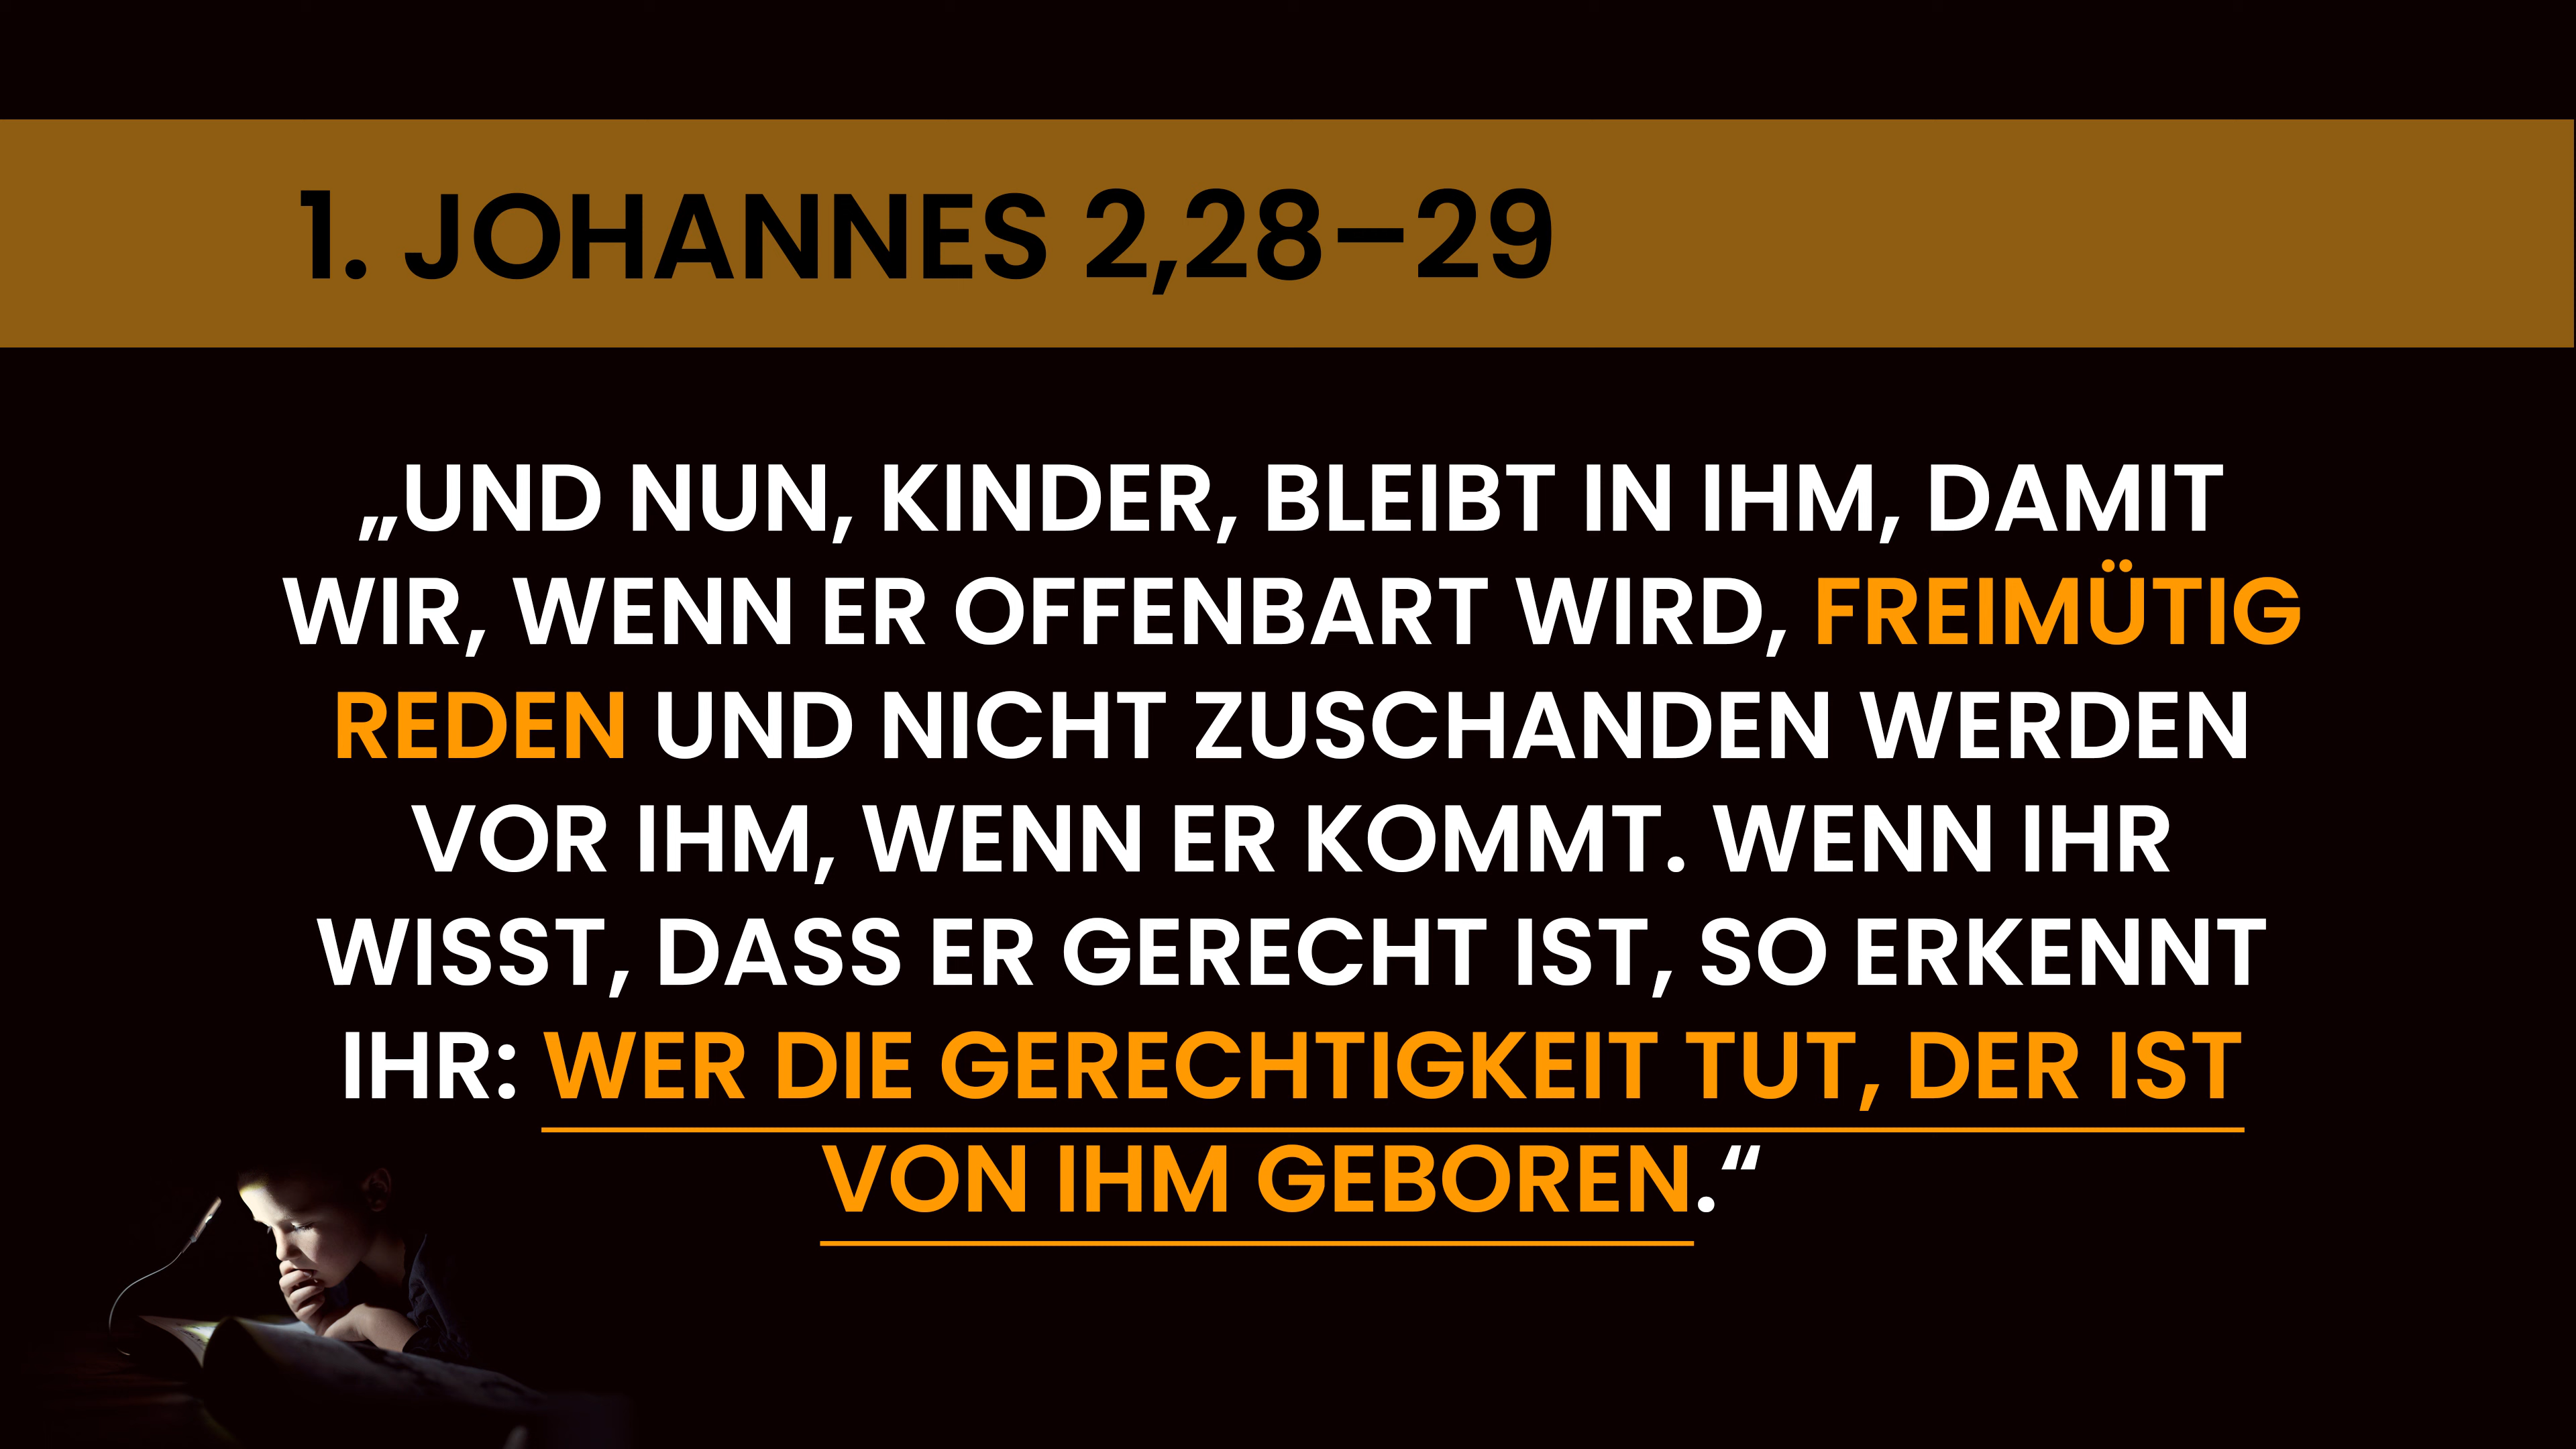 1. JOHANNES 2,28–29
„UND NUN, KINDER, BLEIBT IN IHM, DAMIT
WIR, WENN ER OFFENBART WIRD, FREIMÜTIG
REDEN UND NICHT ZUSCHANDEN WERDEN
VOR IHM, WENN ER KOMMT. WENN IHR
WISST, DASS ER GERECHT IST, SO ERKENNT
IHR: WER DIE GERECHTIGKEIT TUT, DER IST
VON IHM GEBOREN.“